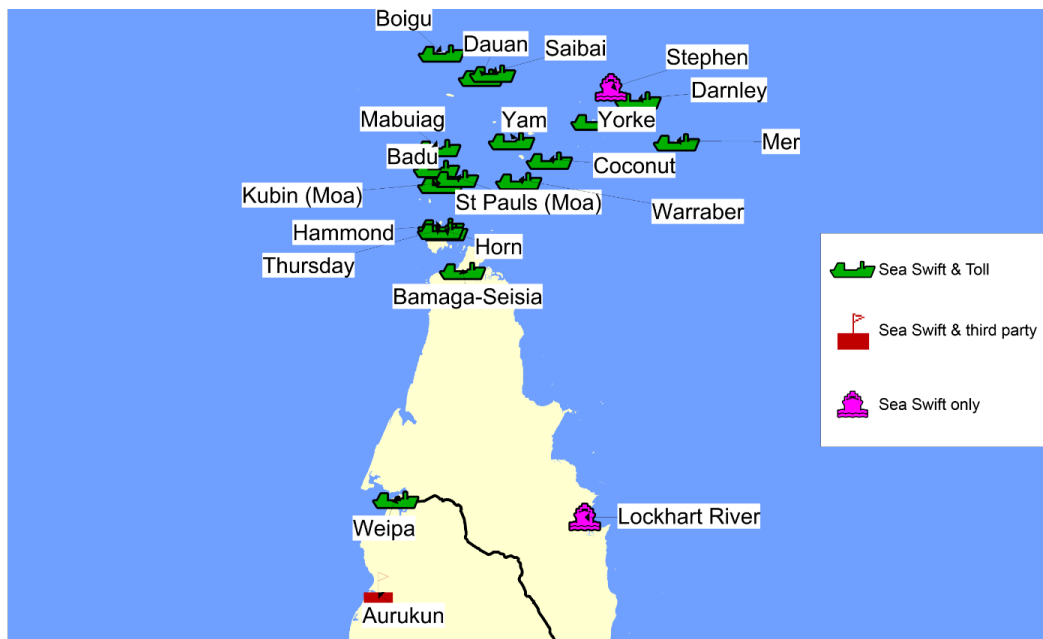 Boigu
Dauan
Saibai
Stephen
Darnley
Mabuiag
Yam
Yorke
Mer
Badu
Coconut
Kubin (Moa)
St Pauls (Moa)
Warraber
Hammond
Horn
Thursday
Bamaga-Seisia
Sea Swift & Toll
Sea Swift & third party
Sea Swift only
Weipa
Lockhart River
Aurukun